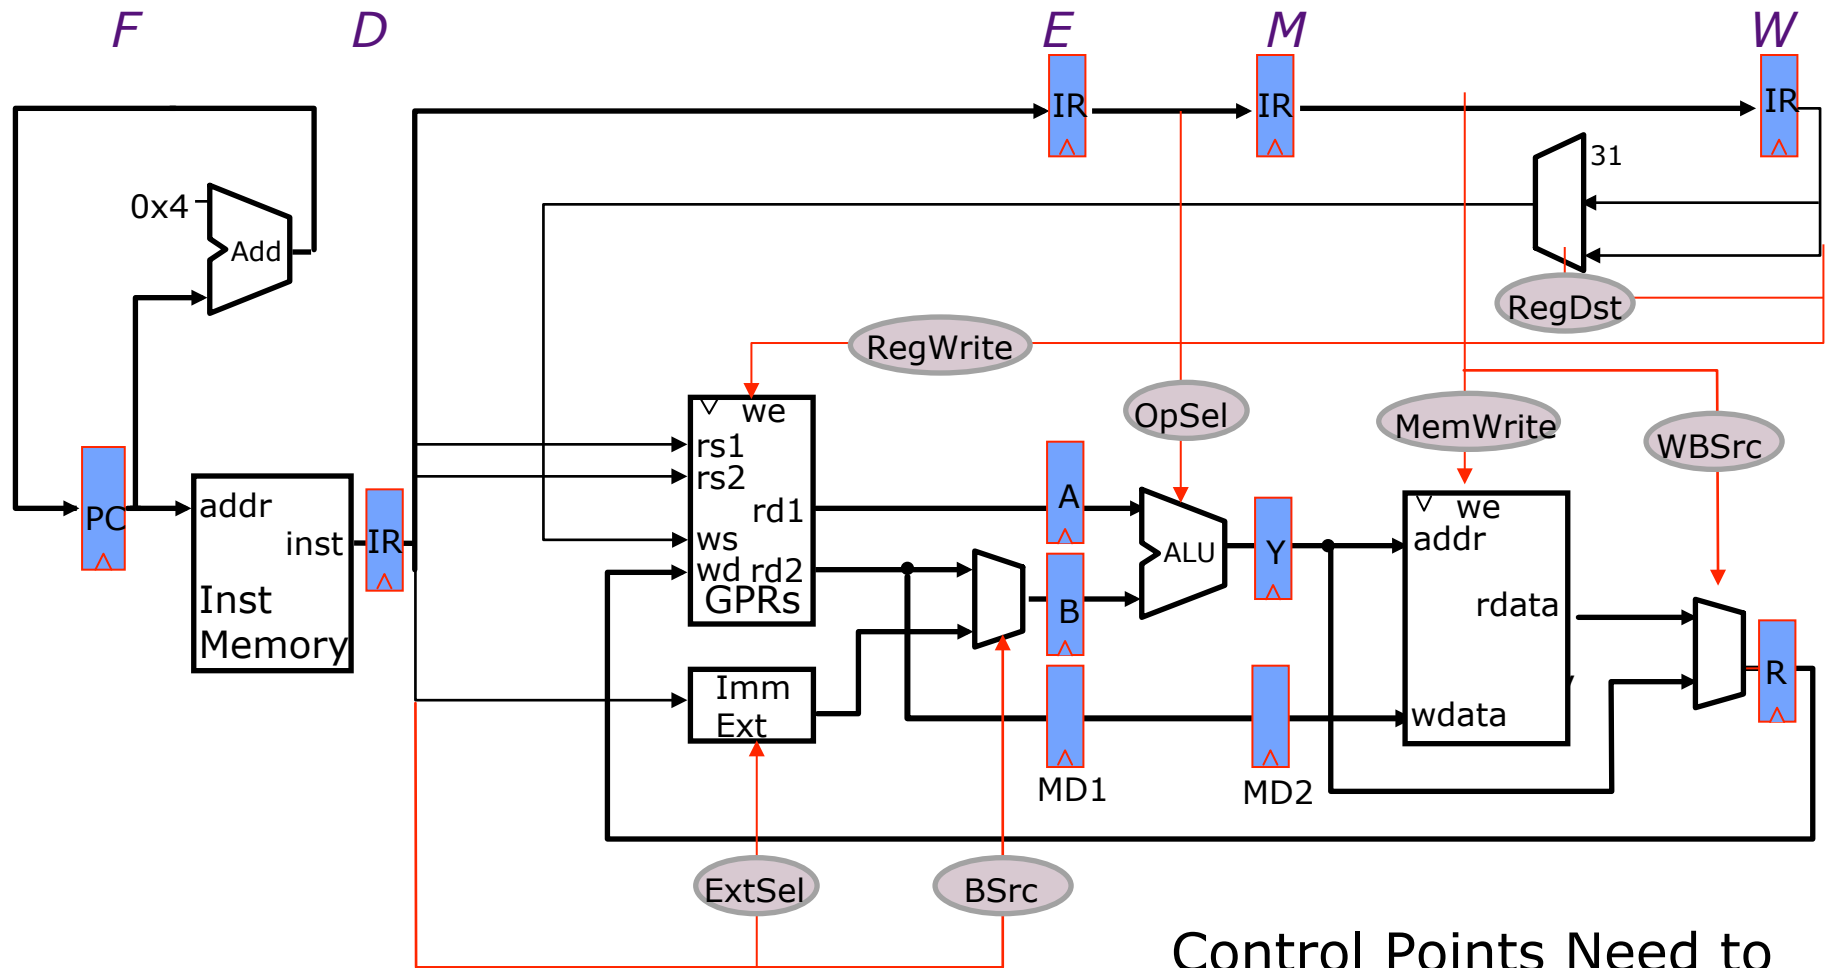 F D E M W
IR IR IR
31
0x4
Add
RegDst
RegWrite
we
OpSel
MemWrite
WBSrc
rs1
rs2
A
we
PC
addr
rd1
inst
IR
ws
ALU
Y
addr
wd rd2
GPRs
B
rdata
Inst
Memory
Imm
Ext
R
wdata
MD1
MD2
ExtSel
BSrc
Control Points Need to